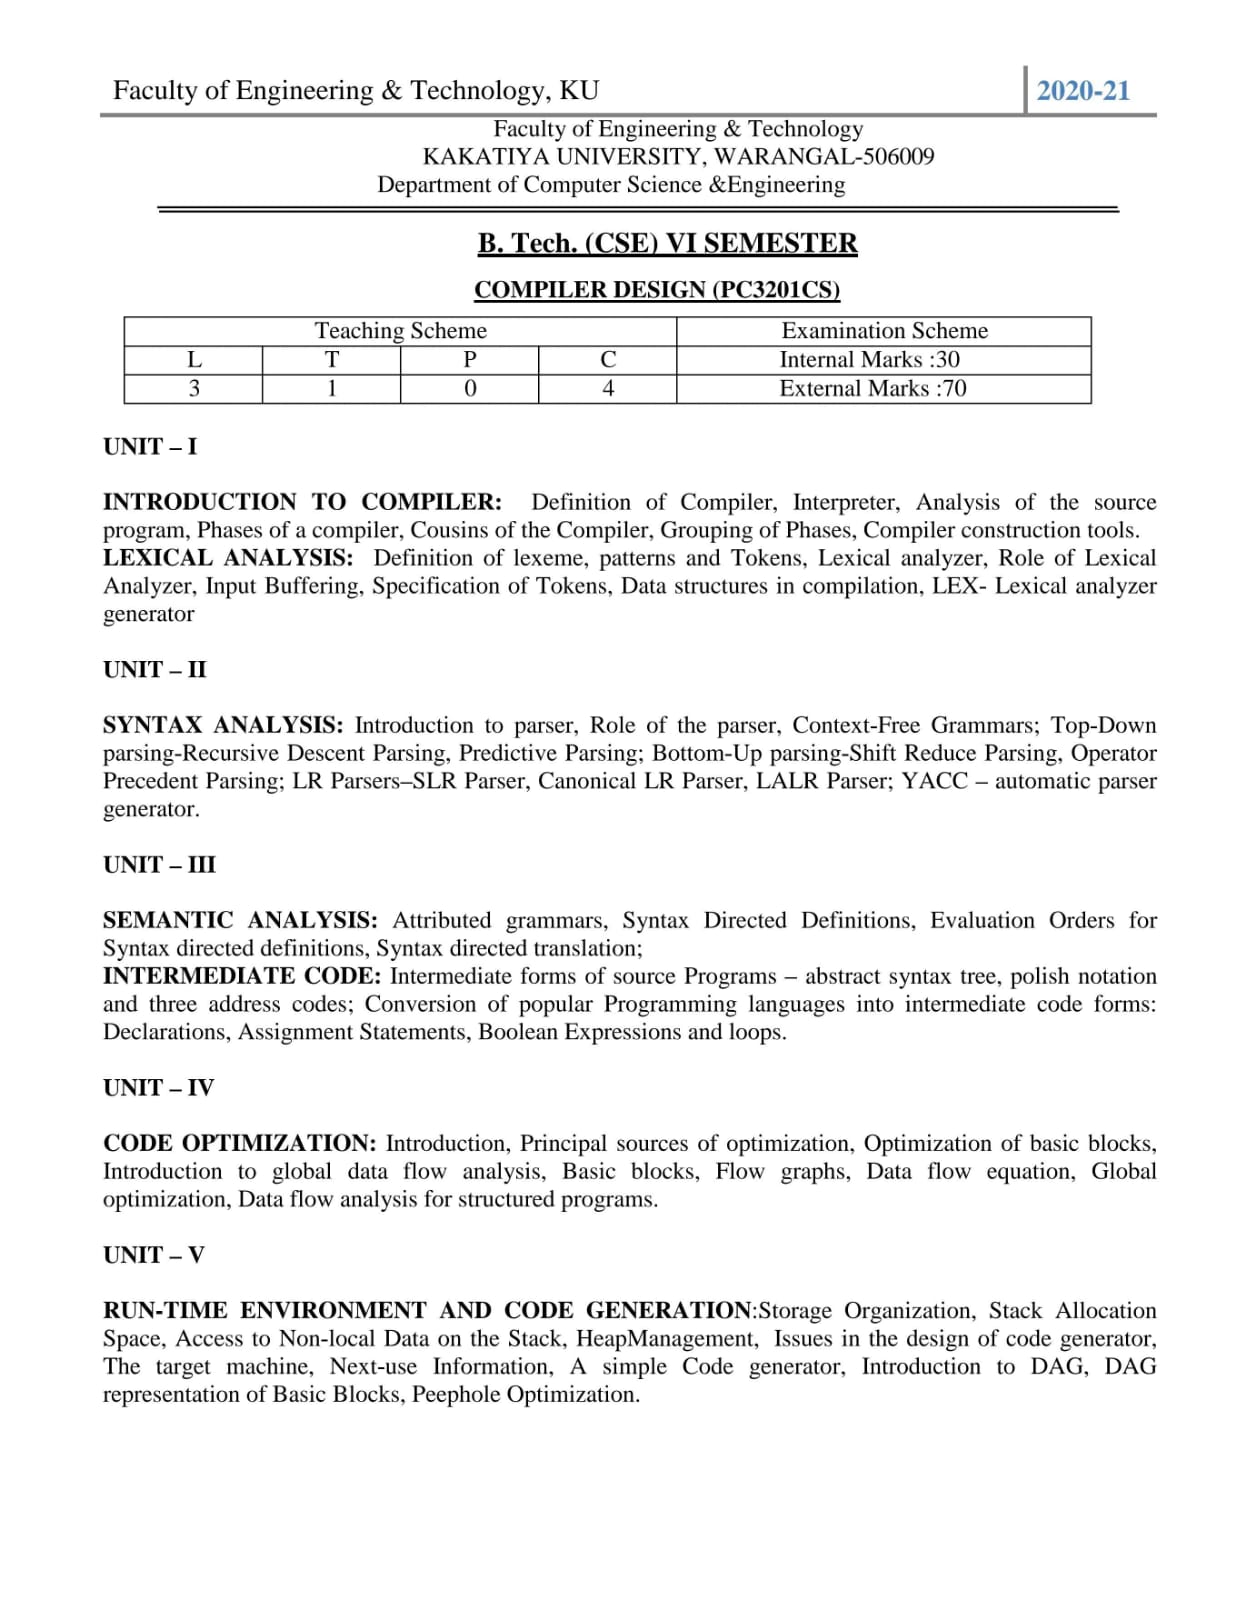 Faculty of Engineering & Technology, KU 2020-21
Faculty of Engineering & Technology
KAKATIYA UNIVERSITY, WARANGAL-506009
Department of Computer Science &Engineering
B. Tech. (CSE) VI SEMESTER
COMPILER DESIGN (PC3201CS)
Teaching Scheme Examination Scheme
L T P C Internal Marks :30
3 1 0 4 External Marks :70
UNIT – I
INTRODUCTION TO COMPILER: Definition of Compiler, Interpreter, Analysis of the source
program, Phases of a compiler, Cousins of the Compiler, Grouping of Phases, Compiler construction tools.
LEXICAL ANALYSIS: Definition of lexeme, patterns and Tokens, Lexical analyzer, Role of Lexical
Analyzer, Input Buffering, Specification of Tokens, Data structures in compilation, LEX- Lexical analyzer
generator
UNIT – II
SYNTAX ANALYSIS: Introduction to parser, Role of the parser, Context-Free Grammars; Top-Down
parsing-Recursive Descent Parsing, Predictive Parsing; Bottom-Up parsing-Shift Reduce Parsing, Operator
Precedent Parsing; LR Parsers–SLR Parser, Canonical LR Parser, LALR Parser; YACC – automatic parser
generator.
UNIT – III
SEMANTIC ANALYSIS: Attributed grammars, Syntax Directed Definitions, Evaluation Orders for
Syntax directed definitions, Syntax directed translation;
INTERMEDIATE CODE: Intermediate forms of source Programs – abstract syntax tree, polish notation
and three address codes; Conversion of popular Programming languages into intermediate code forms:
Declarations, Assignment Statements, Boolean Expressions and loops.
UNIT – IV
CODE OPTIMIZATION: Introduction, Principal sources of optimization, Optimization of basic blocks,
Introduction to global data flow analysis, Basic blocks, Flow graphs, Data flow equation, Global
optimization, Data flow analysis for structured programs.
UNIT – V
RUN-TIME ENVIRONMENT AND CODE GENERATION:Storage Organization, Stack Allocation
Space, Access to Non-local Data on the Stack, HeapManagement, Issues in the design of code generator,
The target machine, Next-use Information, A simple Code generator, Introduction to DAG, DAG
representation of Basic Blocks, Peephole Optimization.